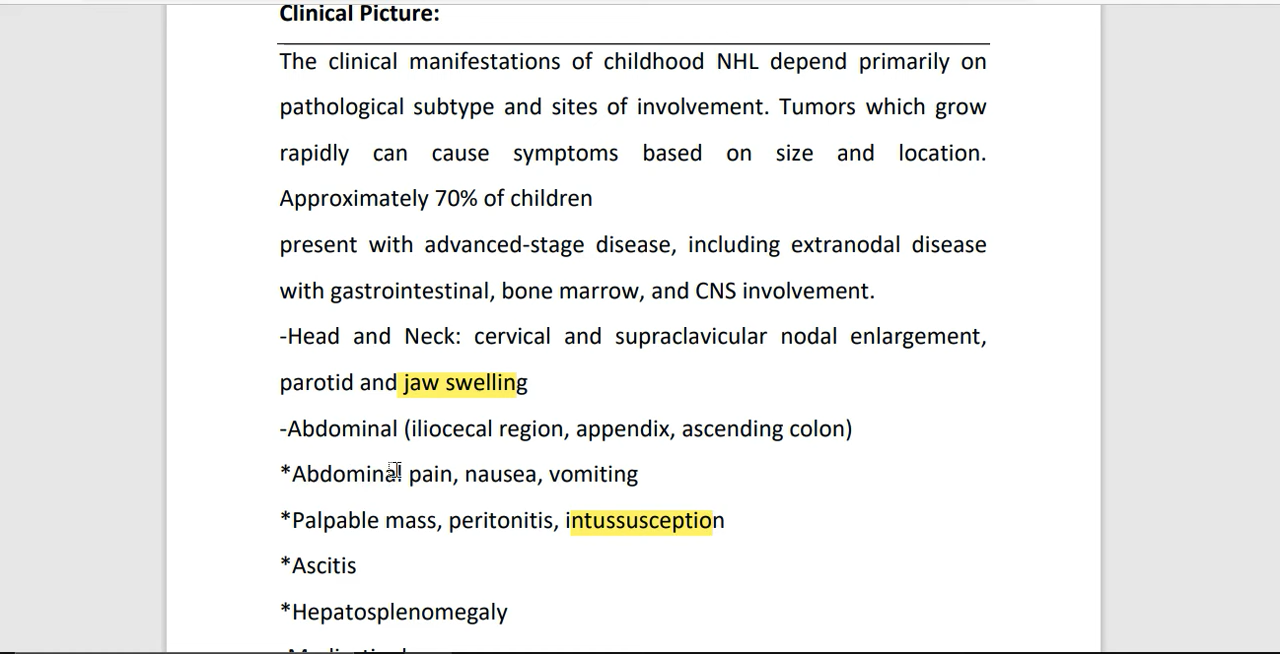 Clinical Picture:
The clinical manifestations of childhood NHL depend primarily on
pathological subtype and sites of involvement. Tumors which grow
rapidly can cause symptoms based on size and location.
Approximately 70% of children
present with advanced-stage disease, including extranodal disease
with gastrointestinal, bone marrow, and CNS involvement.
-Head and Neck: cervical and supraclavicular nodal enlargement,
parotid and jaw swelling
-Abdominal (iliocecal region, appendix, ascending colon)
*Abdominal pain, nausea, vomiting
*Palpable mass, peritonitis, intussusception
*Ascitis
*Hepatosplenomegaly